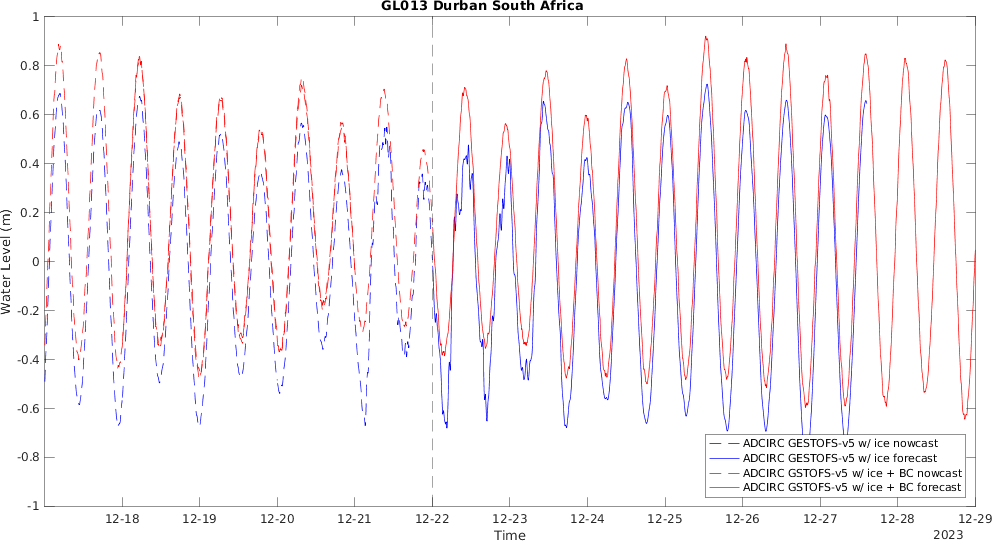 GL013 Durban South Africa
1
0.8
0.6
0.4
0.2
0
-0.2
-0.4
-0.6
-0.8
-1
Water Level (m)
ADCIRC GESTOFS-v5 w/ ice nowcast
ADCIRC GESTOFS-v5 w/ ice forecast
ADCIRC GSTOFS-v5 w/ ice + BC nowcast
ADCIRC GSTOFS-v5 w/ ice + BC forecast
12-18 12-19 12-20 12-21 12-22 12-23 12-24 12-25 12-26 12-27 12-28 12-29
Time
2023